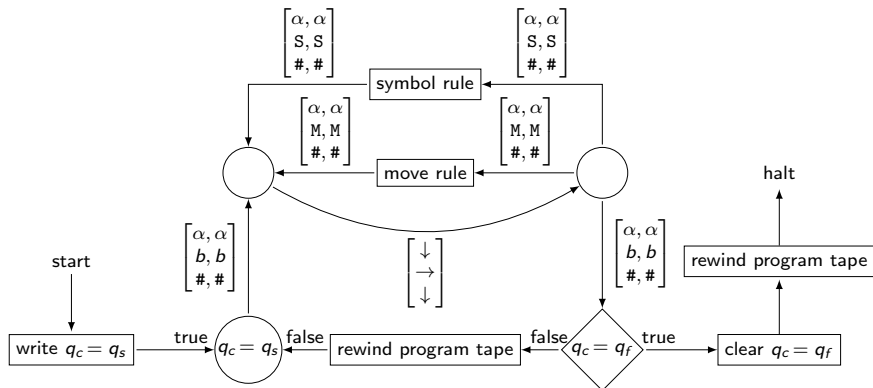 [α, α
S, S
#, #]
[α, α
S, S
#, #]
symbol rule
[α, α
M, M
#, #]
[α, α
M, M
#, #]
move rule
halt
[α, α
b, b
#, #]
[↓
→
↓]
[α, α
b, b
#, #]
start
rewind program tape
write q_c = q_s
true
q_c = q_s
false
rewind program tape
false
q_c = q_f
true
clear q_c = q_f